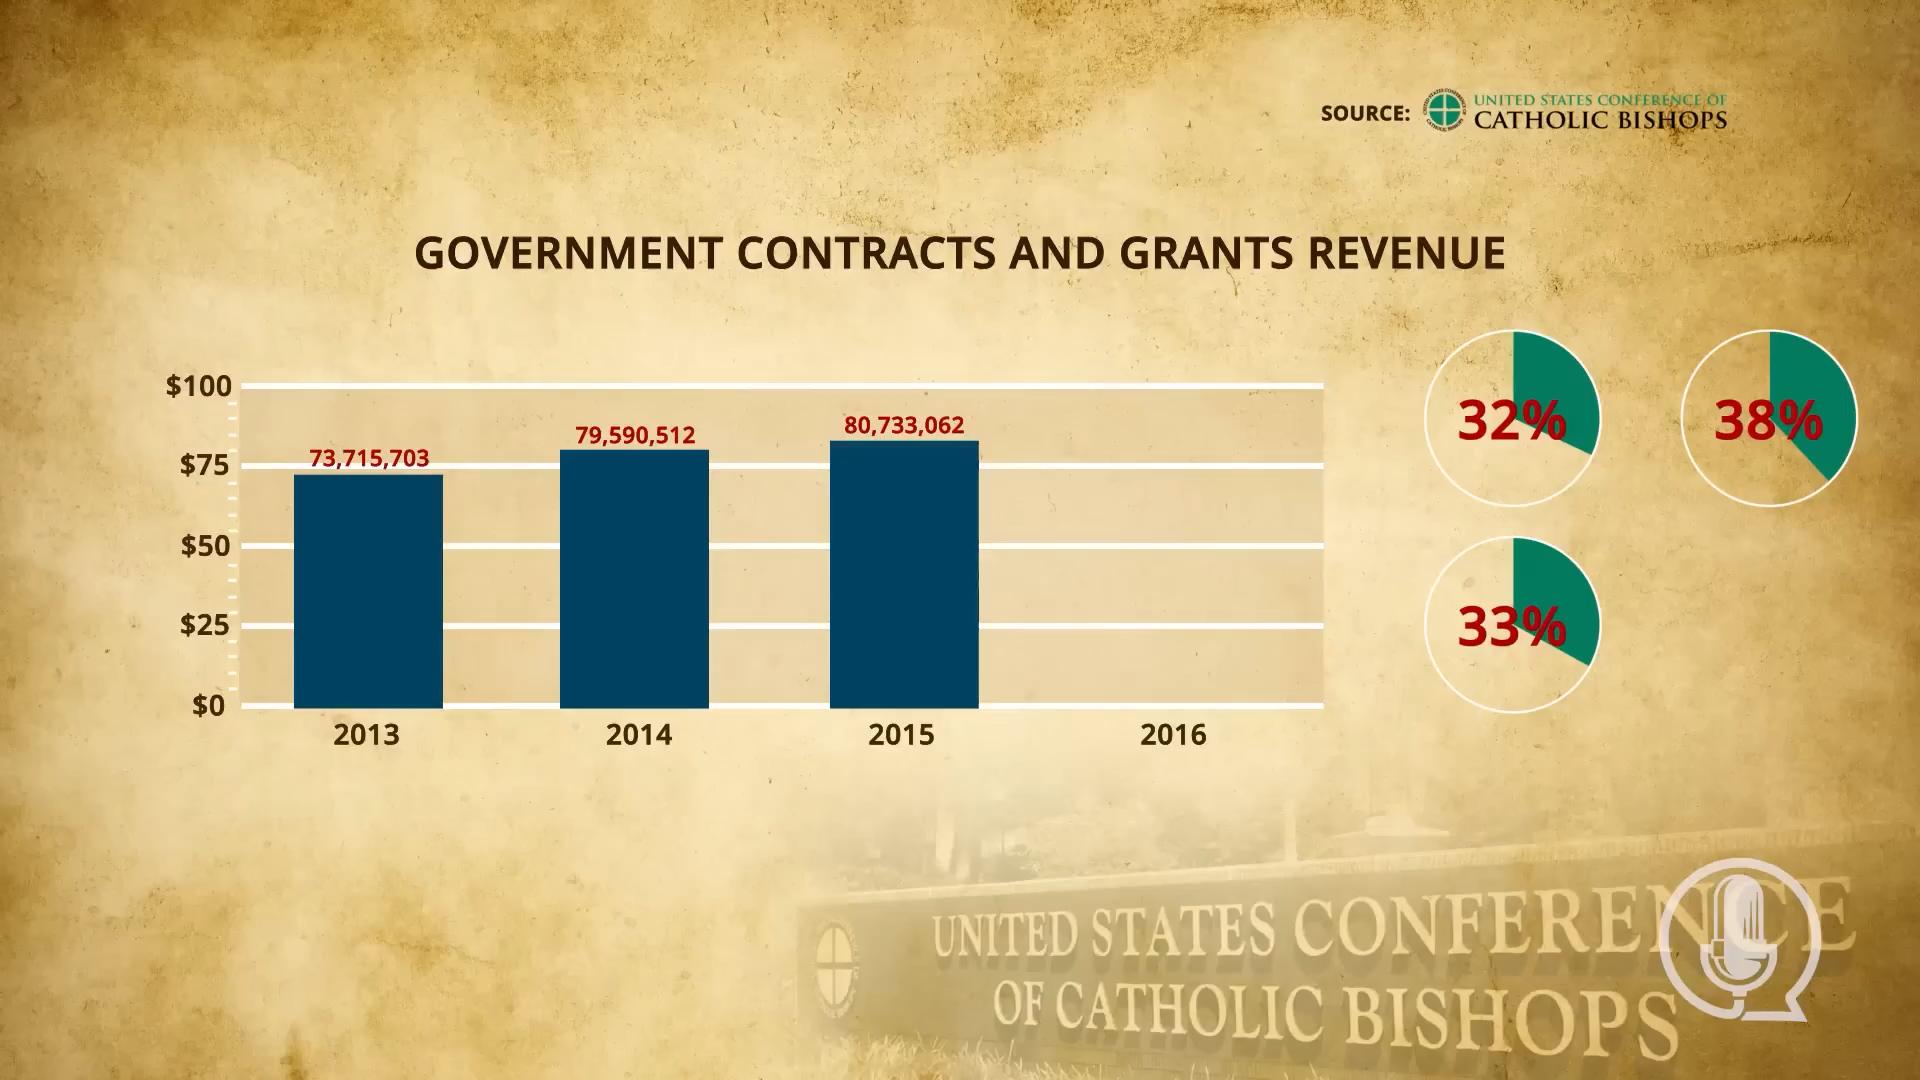 SOURCE:
UNITED STATES CONFERENCE OF
CATHOLIC BISHOPS
GOVERNMENT CONTRACTS AND GRANTS REVENUE
$100
$75
$50
$25
$0
73,715,703
79,590,512
80,733,062
2013
2014
2015
2016
32%
38%
33%
UNITED STATES CONFERENCE
OF CATHOLIC BISHOPS